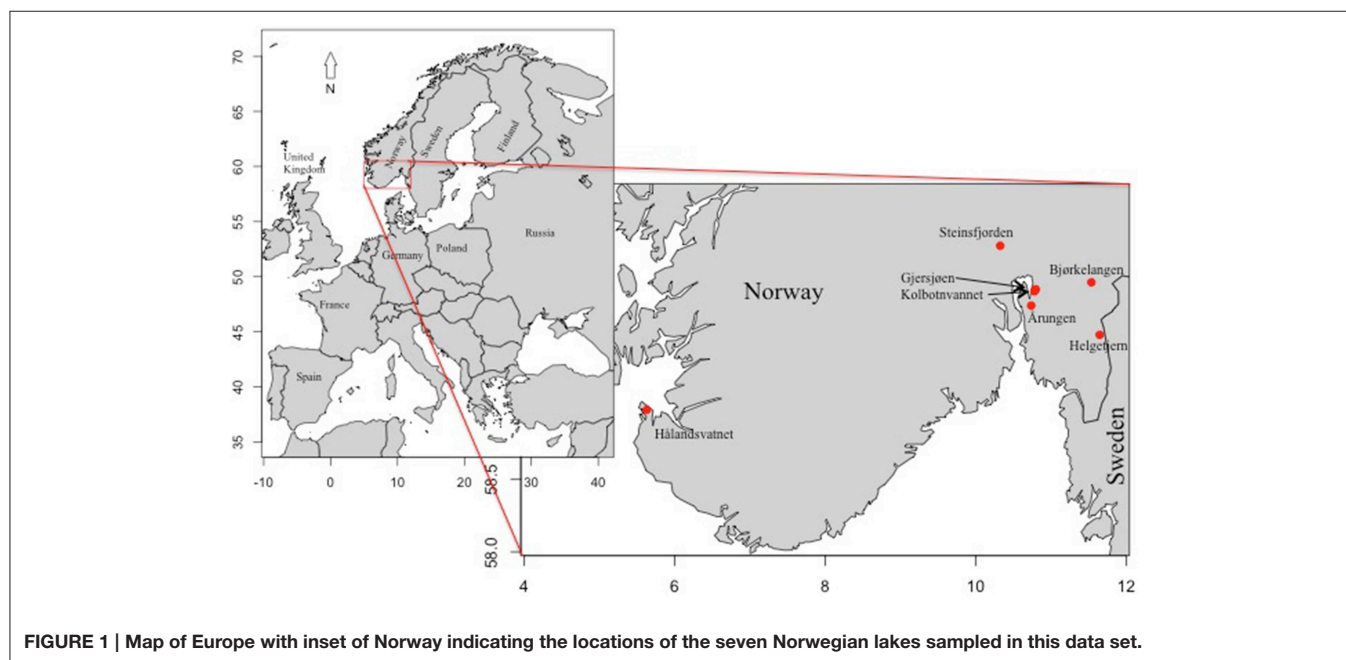 70
65
60
55
50
45
40
35
N
Norway
Sweden
Finland
United
Kingdom
Russia
Poland
Germany
France
Spain
-10 0 10 20 30 40
Steinsfjorden
Gjersjøen
Kolbotnvannet
Bjørkelangen
Årungen
Helgetjern
Norway
Hålandsvatnet
Sweden
58.5
58.0
4 6 8 10 12
FIGURE 1 | Map of Europe with inset of Norway indicating the locations of the seven Norwegian lakes sampled in this data set.